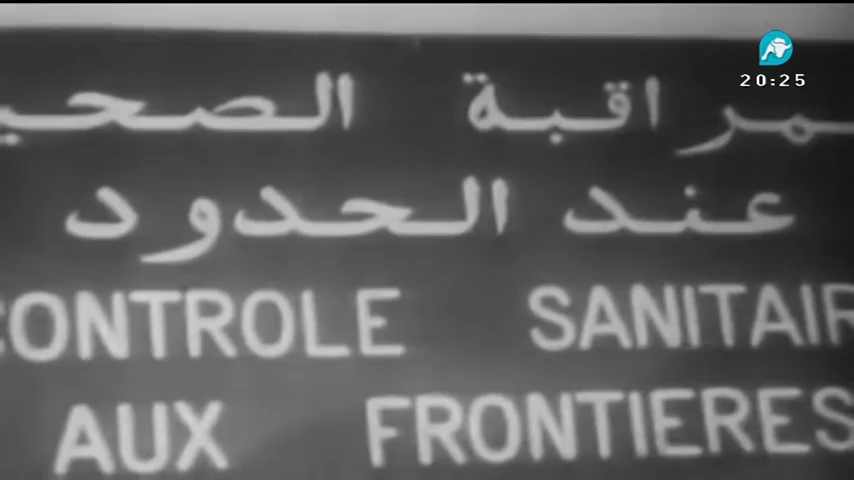 20:25
مراقبة الصحي
عند الحدود
CONTROLE SANITAIR
AUX FRONTIERES